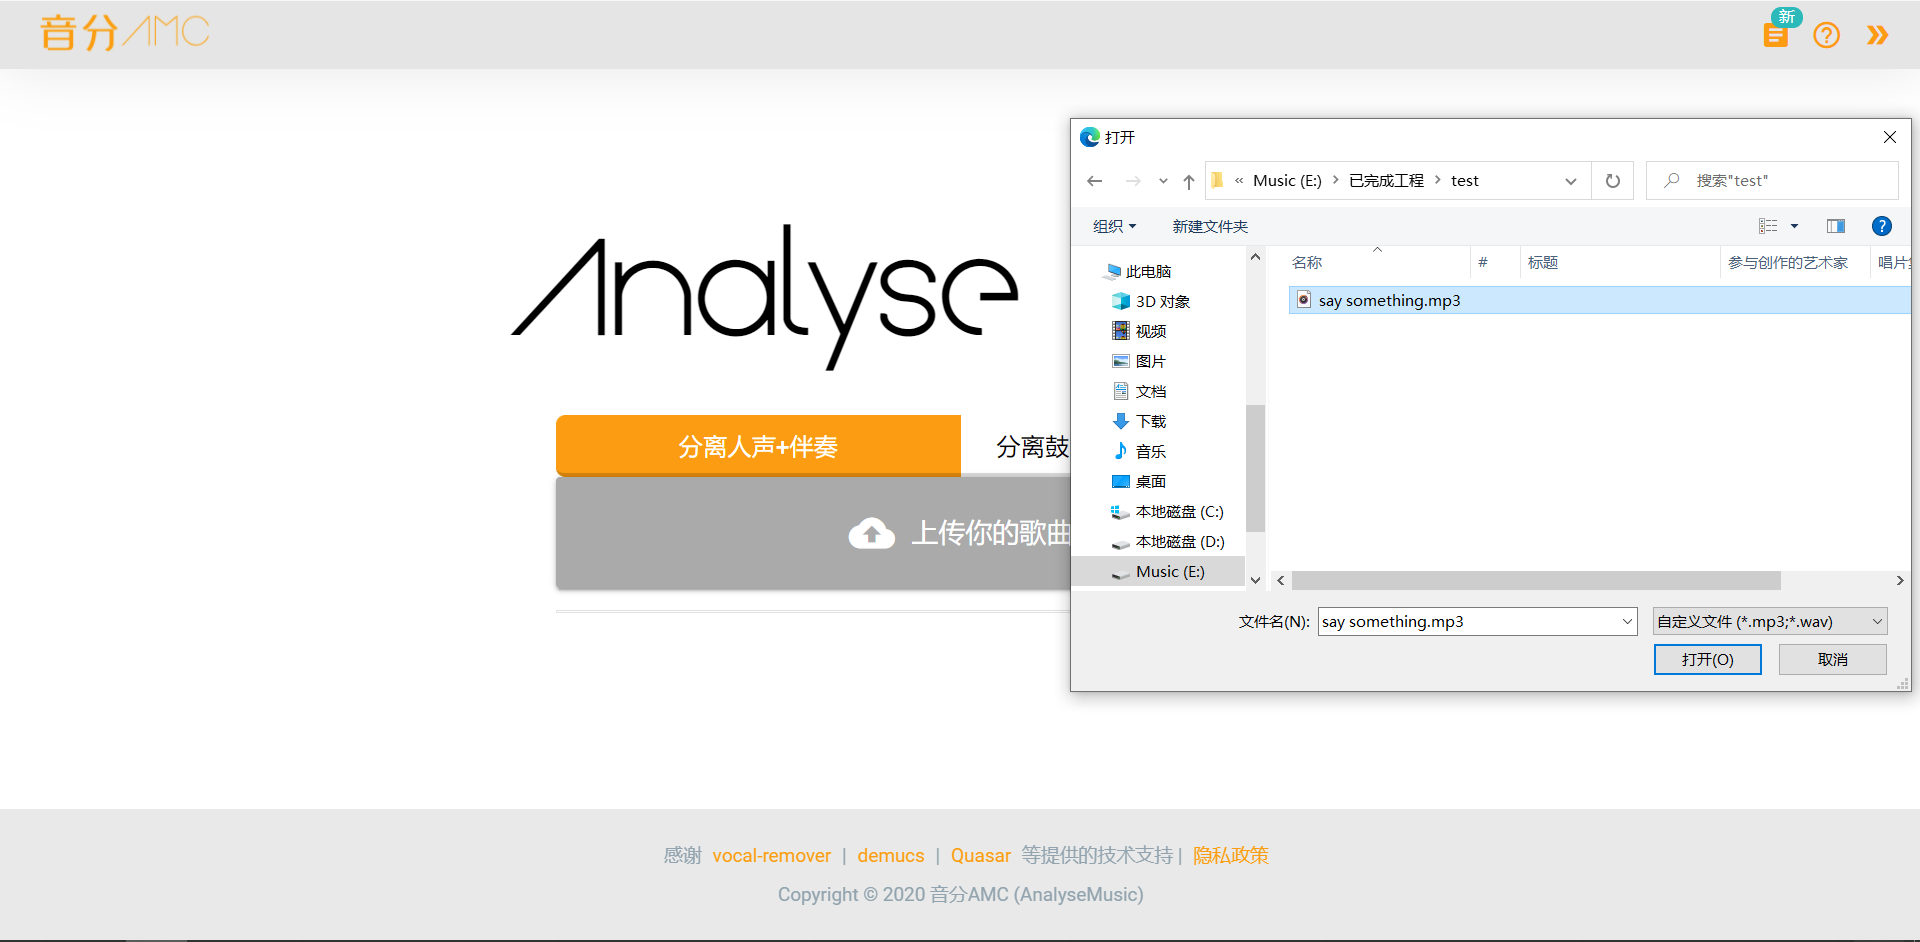 音分AMC
新
Analyse
分离人声+伴奏
分离鼓
上传你的歌曲
打开
« Music (E:) > 已完成工程 > test
搜索"test"
组织
新建文件夹
此电脑
3D 对象
视频
图片
文档
下载
音乐
桌面
本地磁盘 (C:)
本地磁盘 (D:)
Music (E:)
名称 # 标题 参与创作的艺术家 唱片
say something.mp3
文件名(N): say something.mp3
自定义文件 (*.mp3;*.wav)
打开(O)
取消
感谢 vocal-remover | demucs | Quasar 等提供的技术支持 | 隐私政策
Copyright © 2020 音分AMC (AnalyseMusic)